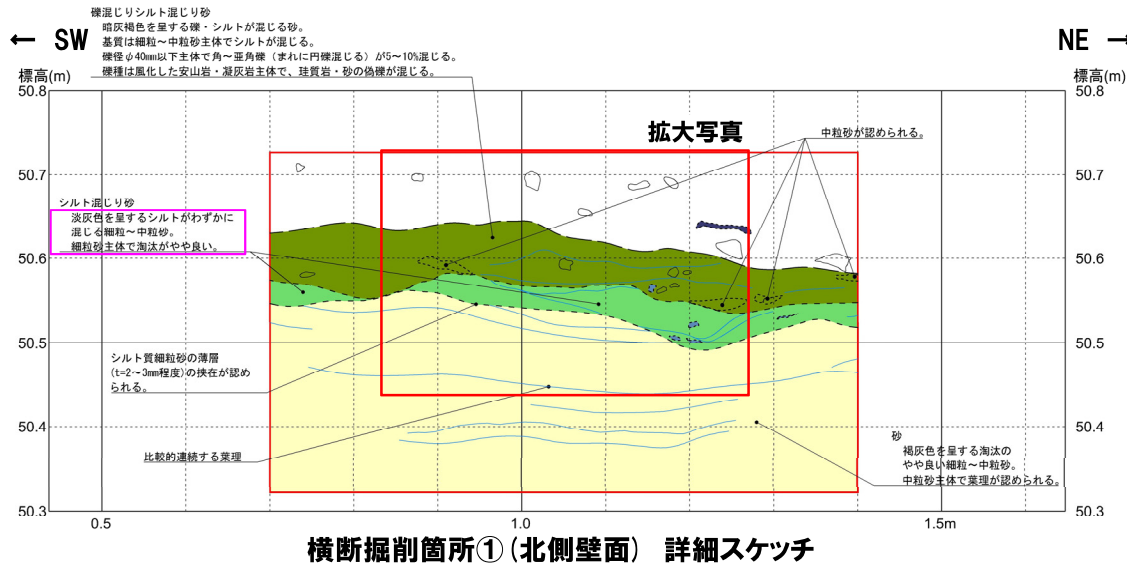 礫混じりシルト混じり砂
暗灰褐色を呈する礫・シルトが混じる砂。
基質は細粒～中粒砂主体でシルトが混じる。
礫径φ40mm以下主体で角～亜角礫（まれに円礫混じる）が5～10%混じる。
礫種は風化した安山岩・凝灰岩主体で、珪質岩・砂の偽礫が混じる。
← SW
NE →
標高(m)
標高(m)
50.8
50.8
拡大写真
中粒砂が認められる。
50.7
50.7
シルト混じり砂
淡灰色を呈するシルトがわずかに
混じる細粒～中粒砂。
細粒砂主体で淘汰がやや良い。
50.6
50.6
50.5
50.5
シルト質細粒砂の薄層
(t=2～3mm程度)の挟在が認め
られる。
50.4
50.4
比較的連続する葉理
砂
褐灰色を呈する淘汰の
やや良い細粒～中粒砂。
中粒砂主体で葉理が認められる。
50.3
50.3
0.5
1.0
1.5m
横断掘削箇所①(北側壁面) 詳細スケッチ